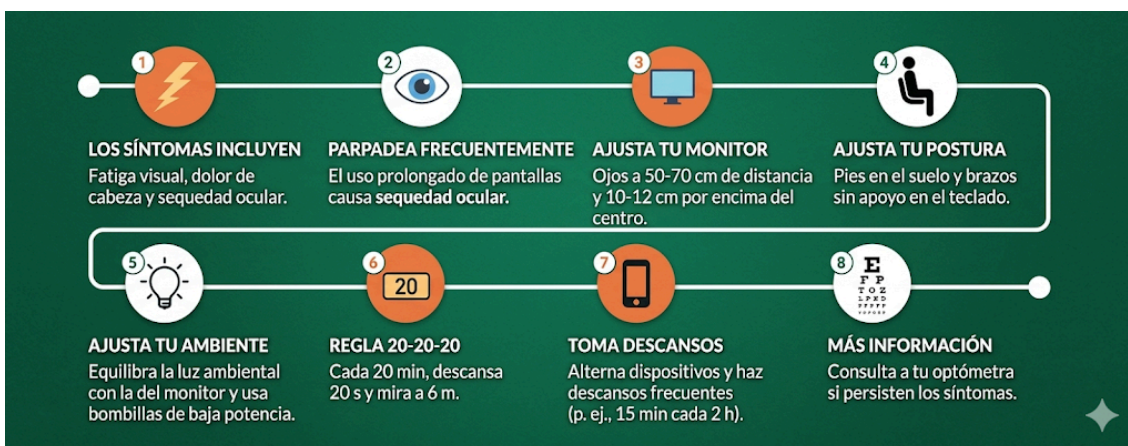 1
LOS SÍNTOMAS INCLUYEN
Fatiga visual, dolor de
cabeza y sequedad ocular.
2
PARPADEA FRECUENTEMENTE
El uso prolongado de pantallas
causa sequedad ocular.
3
AJUSTA TU MONITOR
Ojos a 50-70 cm de distancia
y 10-12 cm por encima del
centro.
4
AJUSTA TU POSTURA
Pies en el suelo y brazos
sin apoyo en el teclado.
5
AJUSTA TU AMBIENTE
Equilibra la luz ambiental
con la del monitor y usa
bombillas de baja potencia.
6
20
REGLA 20-20-20
Cada 20 min, descansa
20 s y mira a 6 m.
7
TOMA DESCANSOS
Alterna dispositivos y haz
descansos frecuentes
(p. ej., 15 min cada 2 h).
8
E
F P
T O Z
L P E D
MÁS INFORMACIÓN
Consulta a tu optómetra
si persisten los síntomas.